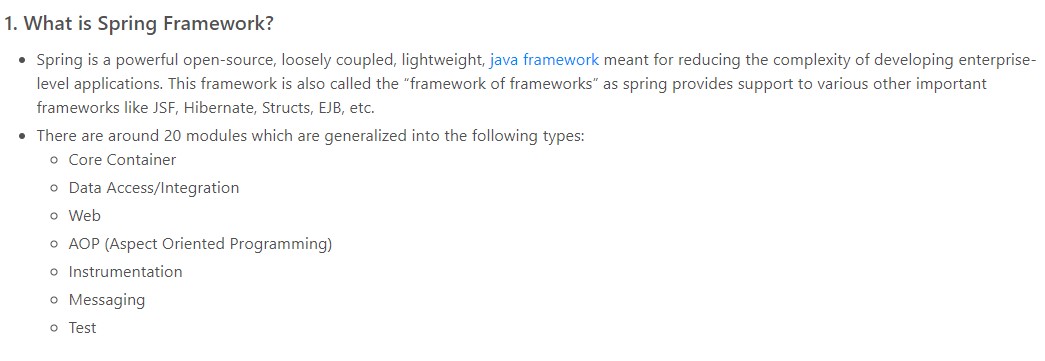 1. What is Spring Framework?
• Spring is a powerful open-source, loosely coupled, lightweight, java framework meant for reducing the complexity of developing enterprise-
level applications. This framework is also called the “framework of frameworks” as spring provides support to various other important
frameworks like JSF, Hibernate, Structs, EJB, etc.
• There are around 20 modules which are generalized into the following types:
◦ Core Container
◦ Data Access/Integration
◦ Web
◦ AOP (Aspect Oriented Programming)
◦ Instrumentation
◦ Messaging
◦ Test